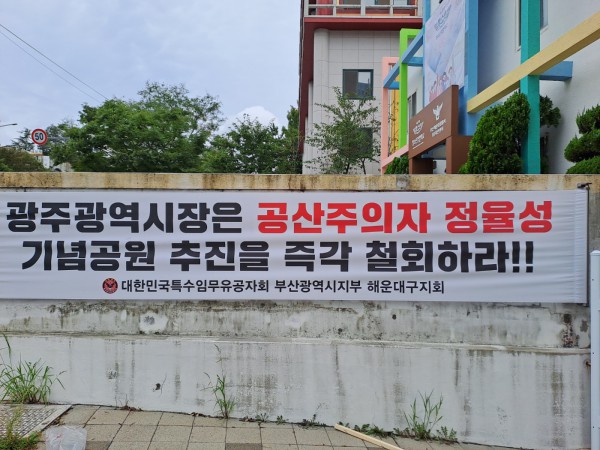 50
광주광역시장은 공산주의자 정율성
기념공원 추진을 즉각 철회하라!!
대한민국특수임무유공자회 부산광역시지부 해운대구지회